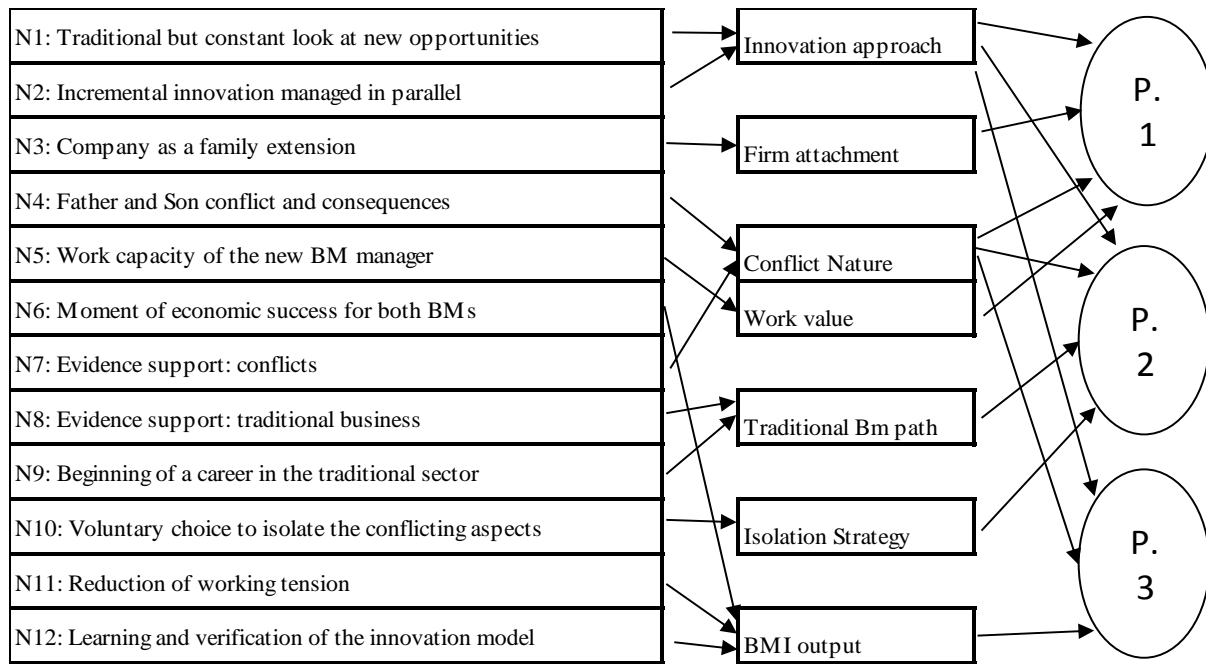 N1: Traditional but constant look at new opportunities
N2: Incremental innovation managed in parallel
N3: Company as a family extension
N4: Father and Son conflict and consequences
N5: Work capacity of the new BM manager
N6: Moment of economic success for both BMs
N7: Evidence support: conflicts
N8: Evidence support: traditional business
N9: Beginning of a career in the traditional sector
N10: Voluntary choice to isolate the conflicting aspects
N11: Reduction of working tension
N12: Learning and verification of the innovation model
Innovation approach
Firm attachment
Conflict Nature
Work value
Traditional Bm path
Isolation Strategy
BMI output
P.
1
P.
2
P.
3